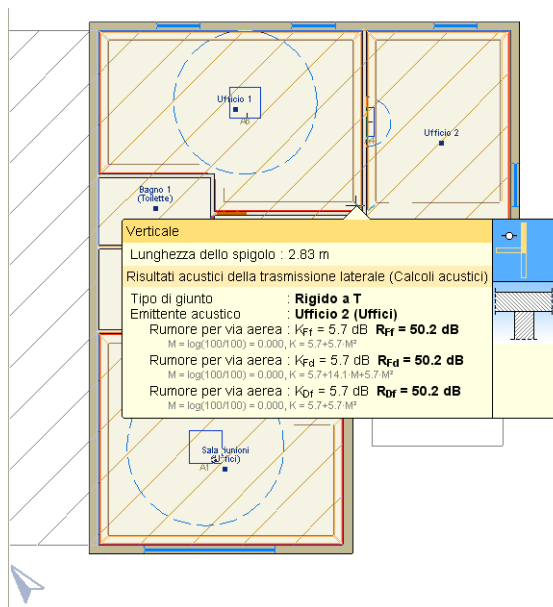 Ufficio 1
A6
Ufficio 2
Bagno 1
(Toilette)
Verticale
Lunghezza dello spigolo : 2.83 m
Risultati acustici della trasmissione laterale (Calcoli acustici)
Tipo di giunto : Rigido a T
Emittente acustico : Ufficio 2 (Uffici)
Rumore per via aerea : KFf = 5.7 dB RFf = 50.2 dB
M = log(100/100) = 0.000, K = 5.7+5.7·M²
Rumore per via aerea : KFd = 5.7 dB RFd = 50.2 dB
M = log(100/100) = 0.000, K = 5.7+14.1·M+5.7·M²
Rumore per via aerea : KDf = 5.7 dB RDf = 50.2 dB
M = log(100/100) = 0.000, K = 5.7+5.7·M²
Sala riunioni
(Uffici)
A1